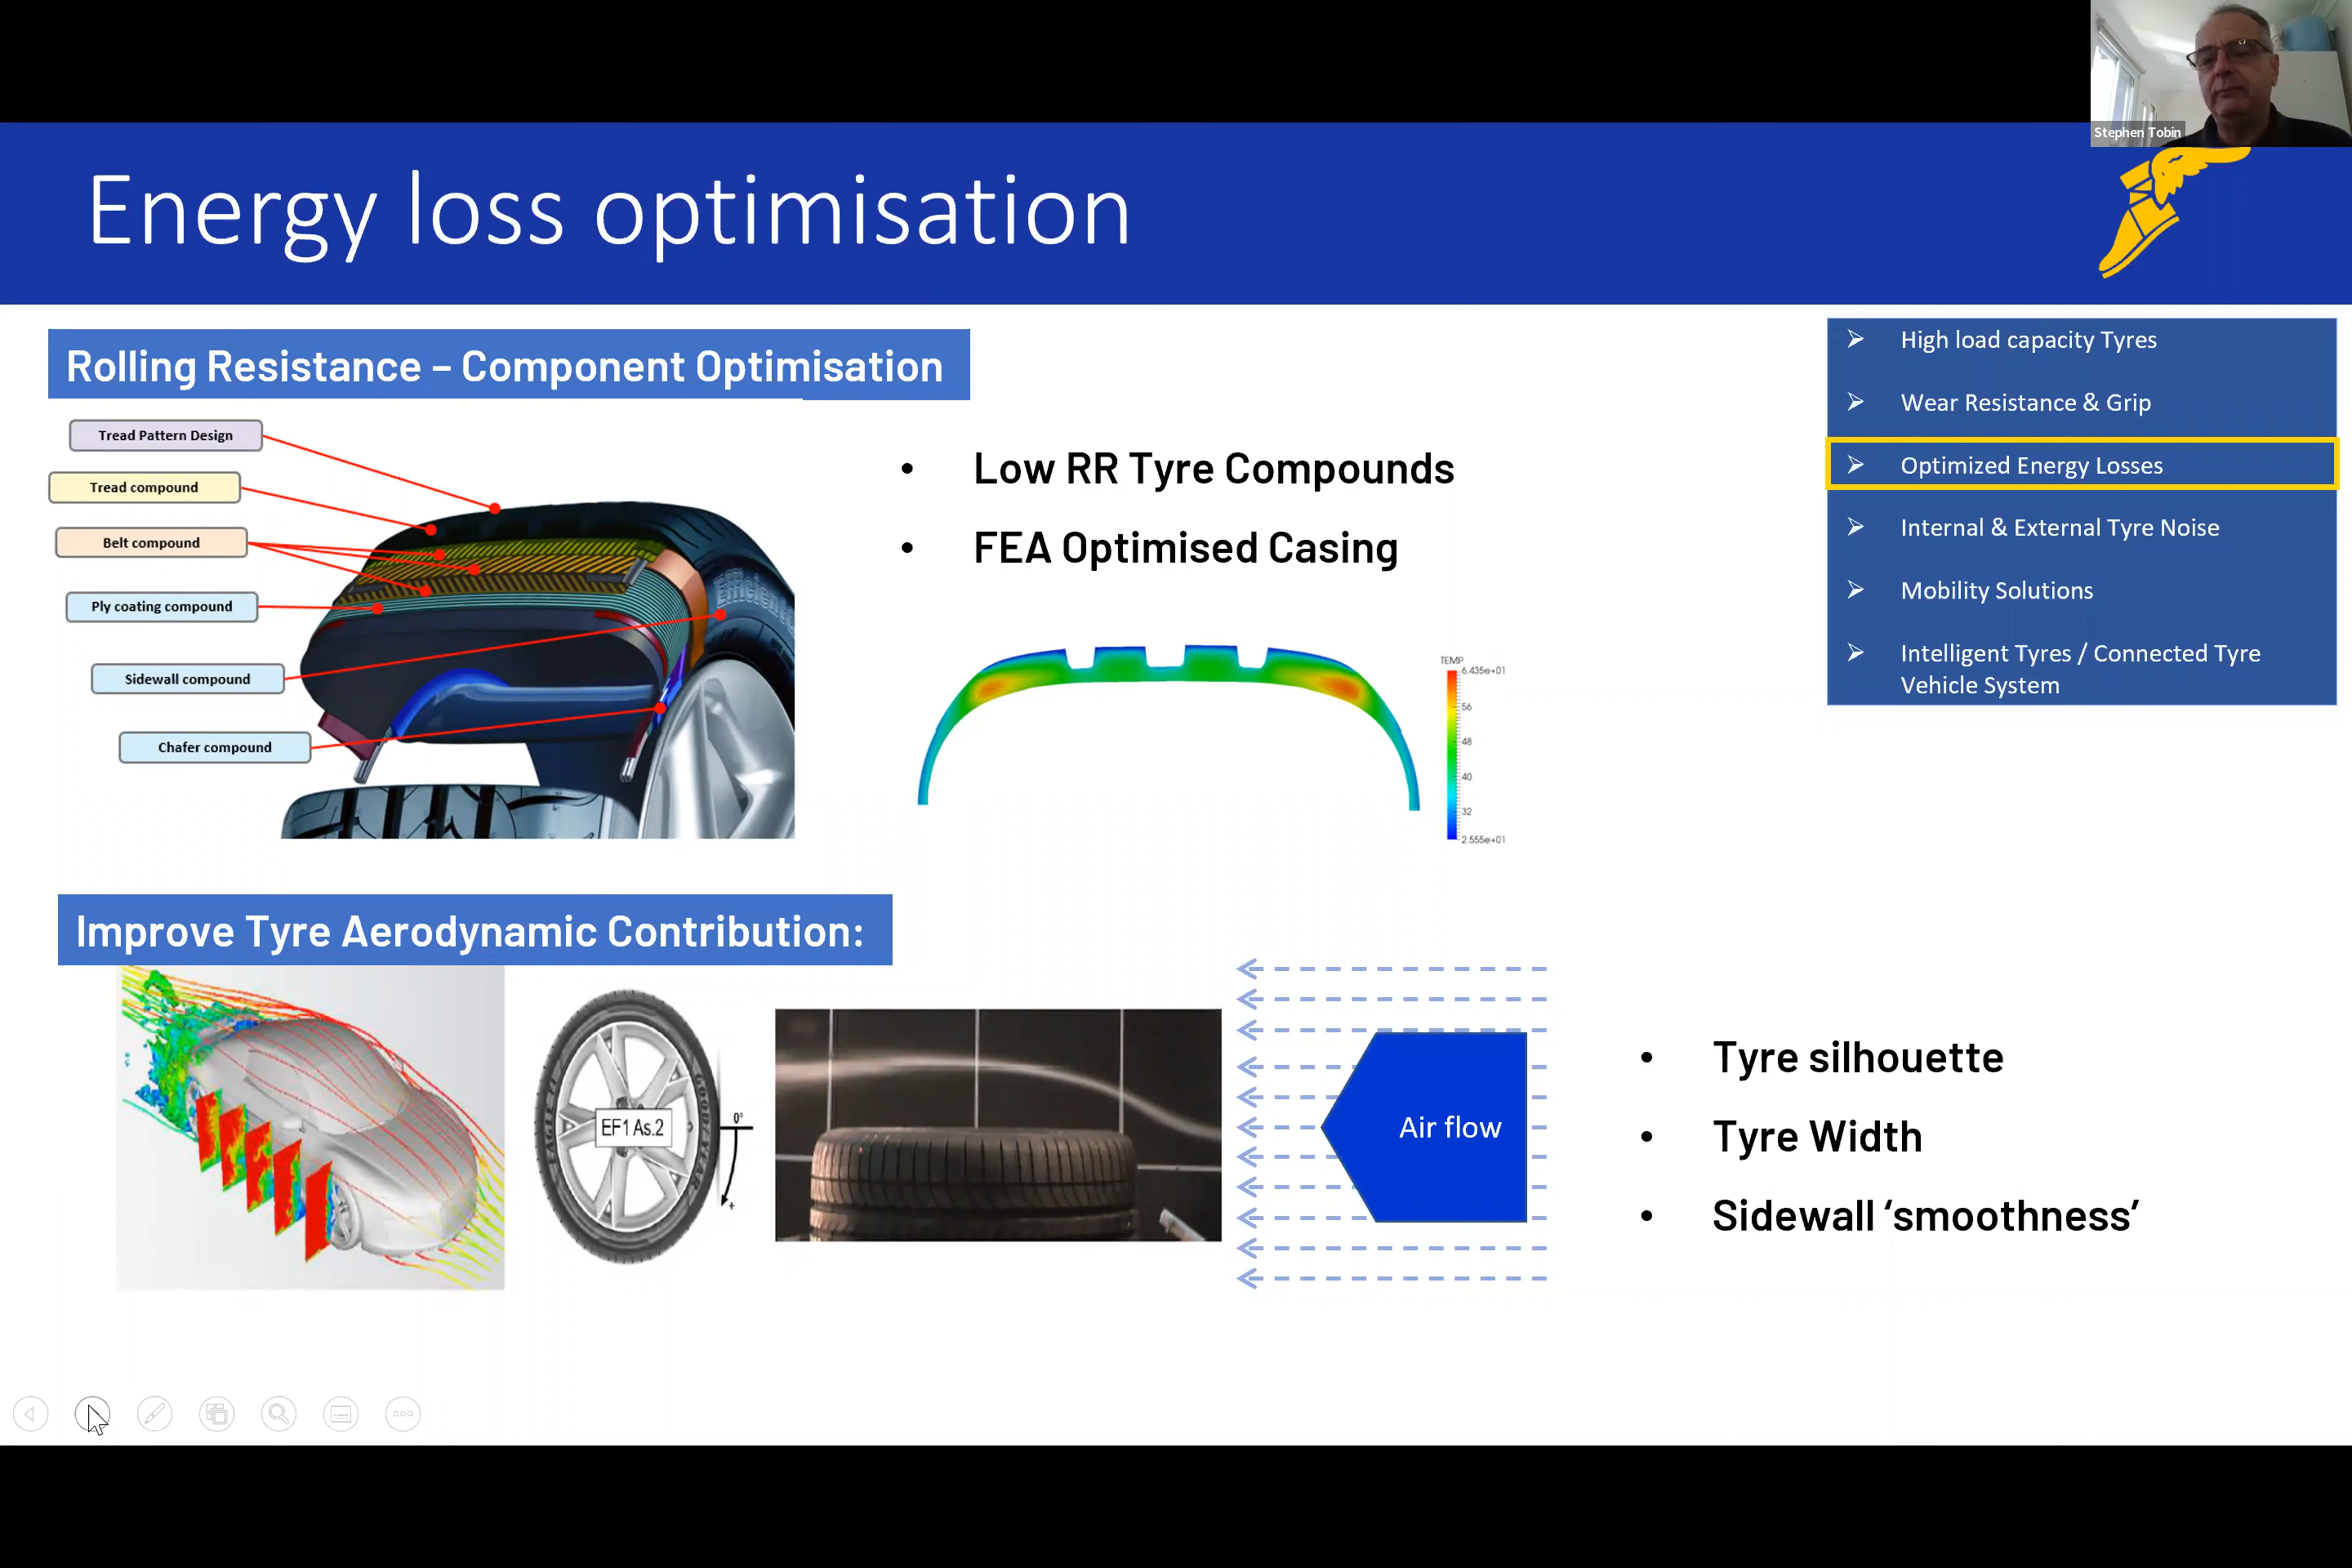 Stephen Tobin
Energy loss optimisation
Rolling Resistance – Component Optimisation
Tread Pattern Design
Tread compound
Belt compound
Ply coating compound
Sidewall compound
Chafer compound
Efficient
• Low RR Tyre Compounds
• FEA Optimised Casing
TEMP
6.435e+01
56
48
40
32
2.555e+01
➢ High load capacity Tyres
➢ Wear Resistance & Grip
➢ Optimized Energy Losses
➢ Internal & External Tyre Noise
➢ Mobility Solutions
➢ Intelligent Tyres / Connected Tyre
Vehicle System
Improve Tyre Aerodynamic Contribution:
EF1 As.2
0°
+
Air flow
• Tyre silhouette
• Tyre Width
• Sidewall ‘smoothness’